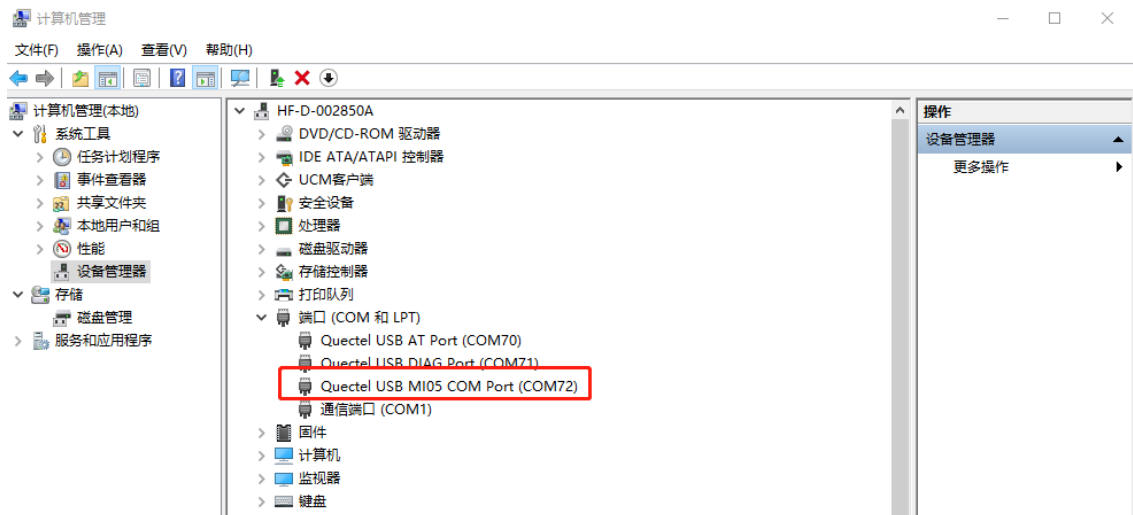 计算机管理
文件(F) 操作(A) 查看(V) 帮助(H)
计算机管理(本地)
系统工具
任务计划程序
事件查看器
共享文件夹
本地用户和组
性能
设备管理器
存储
磁盘管理
服务和应用程序
HF-D-002850A
DVD/CD-ROM 驱动器
IDE ATA/ATAPI 控制器
UCM客户端
安全设备
处理器
磁盘驱动器
存储控制器
打印队列
端口 (COM 和 LPT)
Quectel USB AT Port (COM70)
Quectel USB DIAG Port (COM71)
Quectel USB MI05 COM Port (COM72)
通信端口 (COM1)
固件
计算机
监视器
键盘
操作
设备管理器
更多操作